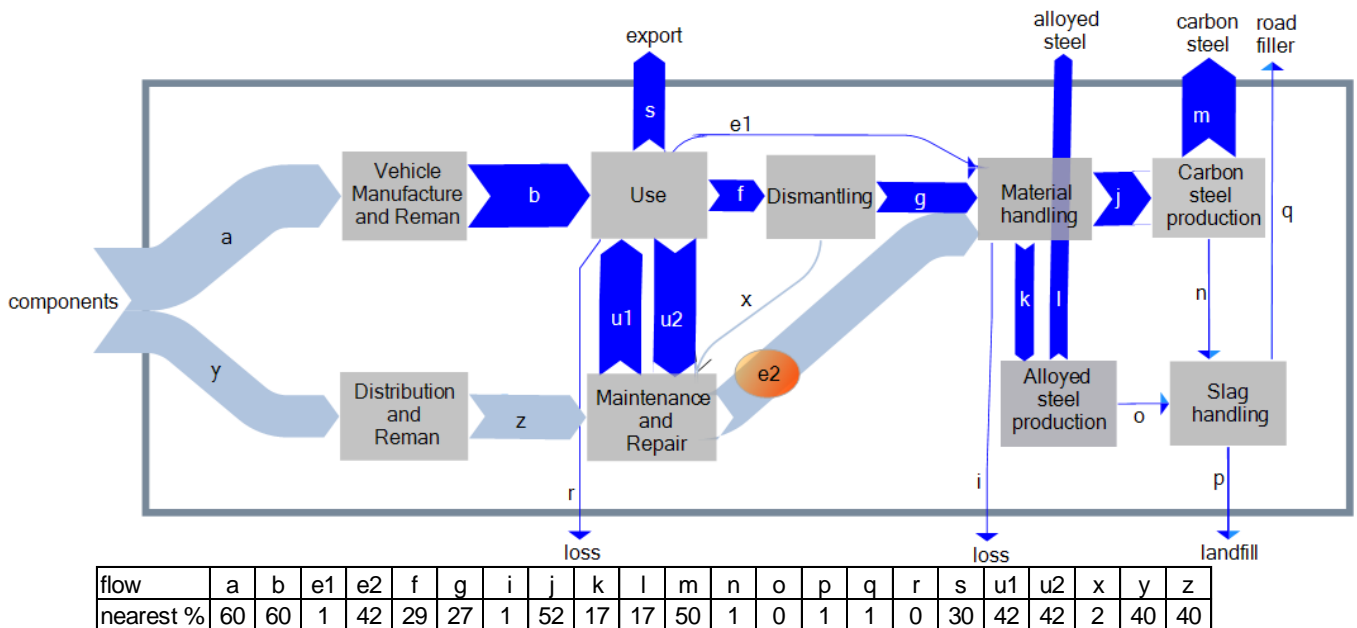 export
alloyed
steel
carbon
steel
road
filler
s
e1
m
Vehicle
Manufacture
and Reman
b
Use
f
Dismantling
g
Material
handling
j
Carbon
steel
production
q
a
components
x
u1
u2
k
l
n
y
e2
Distribution
and
Reman
z
Maintenance
and
Repair
Alloyed
steel
production
o
Slag
handling
r
i
p
loss
loss
landfill
flow a b e1 e2 f g i j k l m n o p q r s u1 u2 x y z
nearest % 60 60 1 42 29 27 1 52 17 17 50 1 0 1 1 0 30 42 42 2 40 40